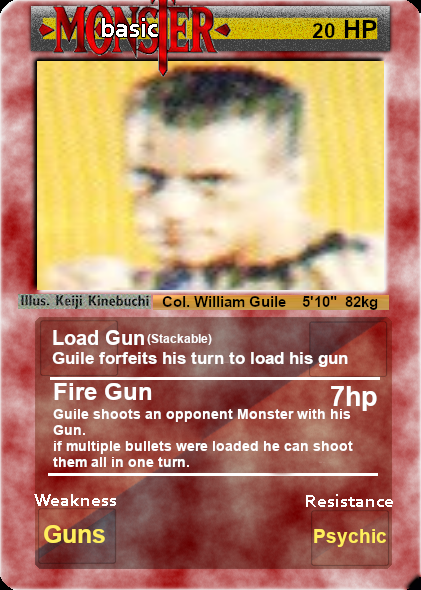 MONSTER
basic
20 HP
Illus. Keiji Kinebuchi
Col. William Guile 5'10" 82kg
Load Gun (Stackable)
Guile forfeits his turn to load his gun
Fire Gun 7hp
Guile shoots an opponent Monster with his
Gun.
if multiple bullets were loaded he can shoot
them all in one turn.
Weakness Resistance
Guns Psychic